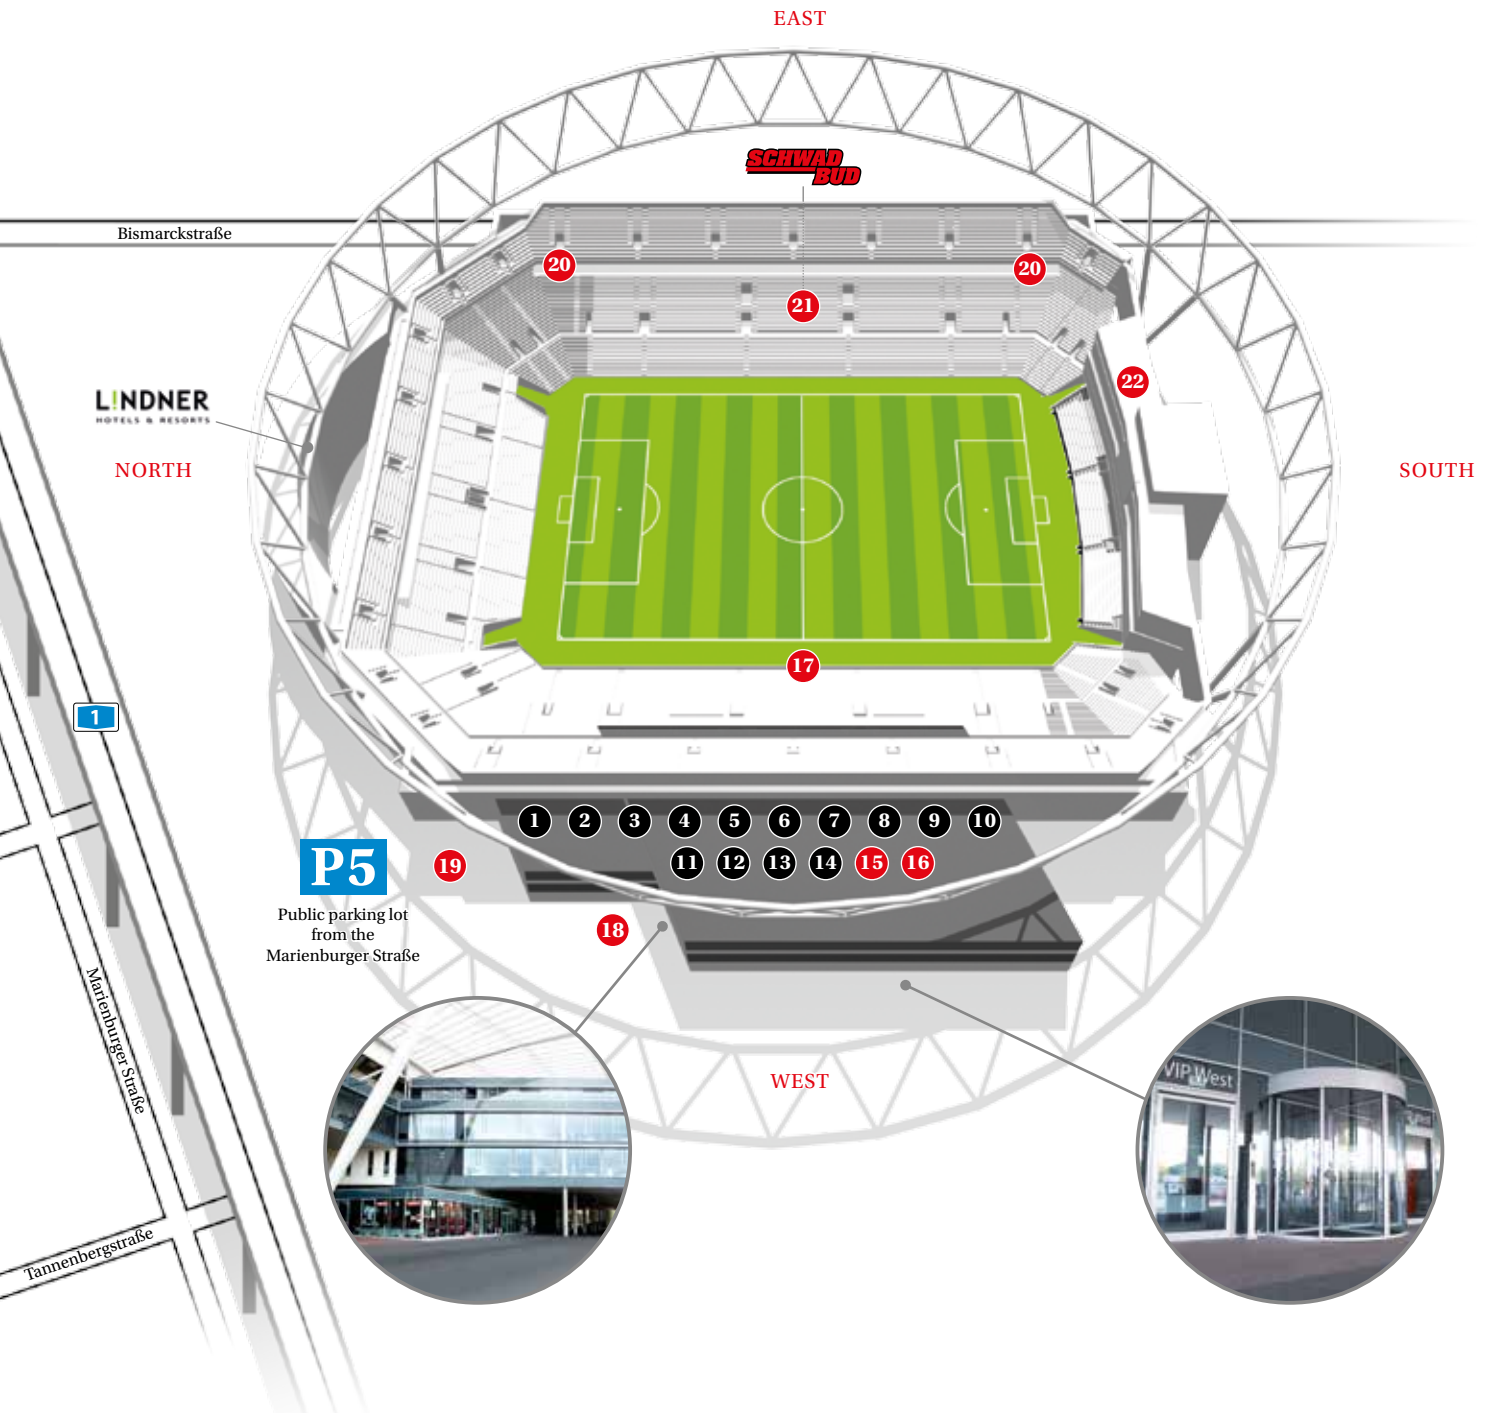 EAST
SCHWAD
BUD
Bismarckstraße
20
20
21
22
L!NDNER
HOTELS & RESORTS
NORTH
SOUTH
17
1
1 2 3 4 5 6 7 8 9 10
11 12 13 14 15 16
P5
19
Public parking lot
from the
Marienburger Straße
18
Marienburger Straße
WEST
VIP West
Tannenbergstraße